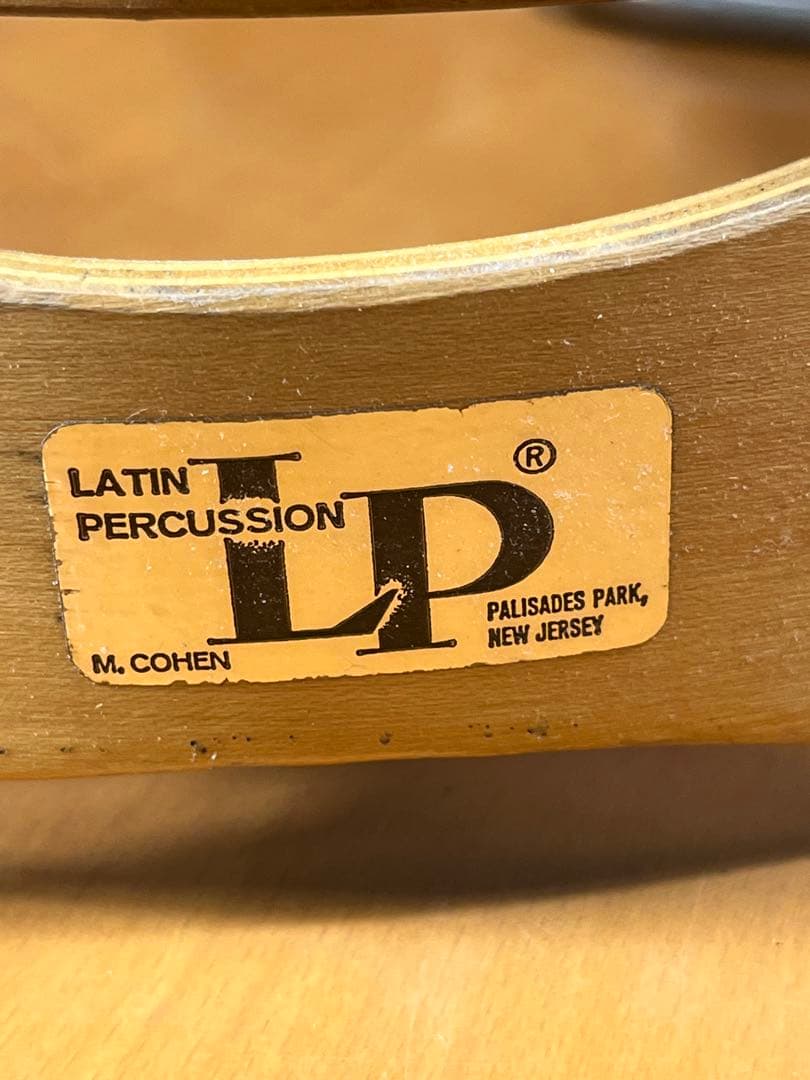 LATIN
PERCUSSION
LP®
M. COHEN
PALISADES PARK,
NEW JERSEY